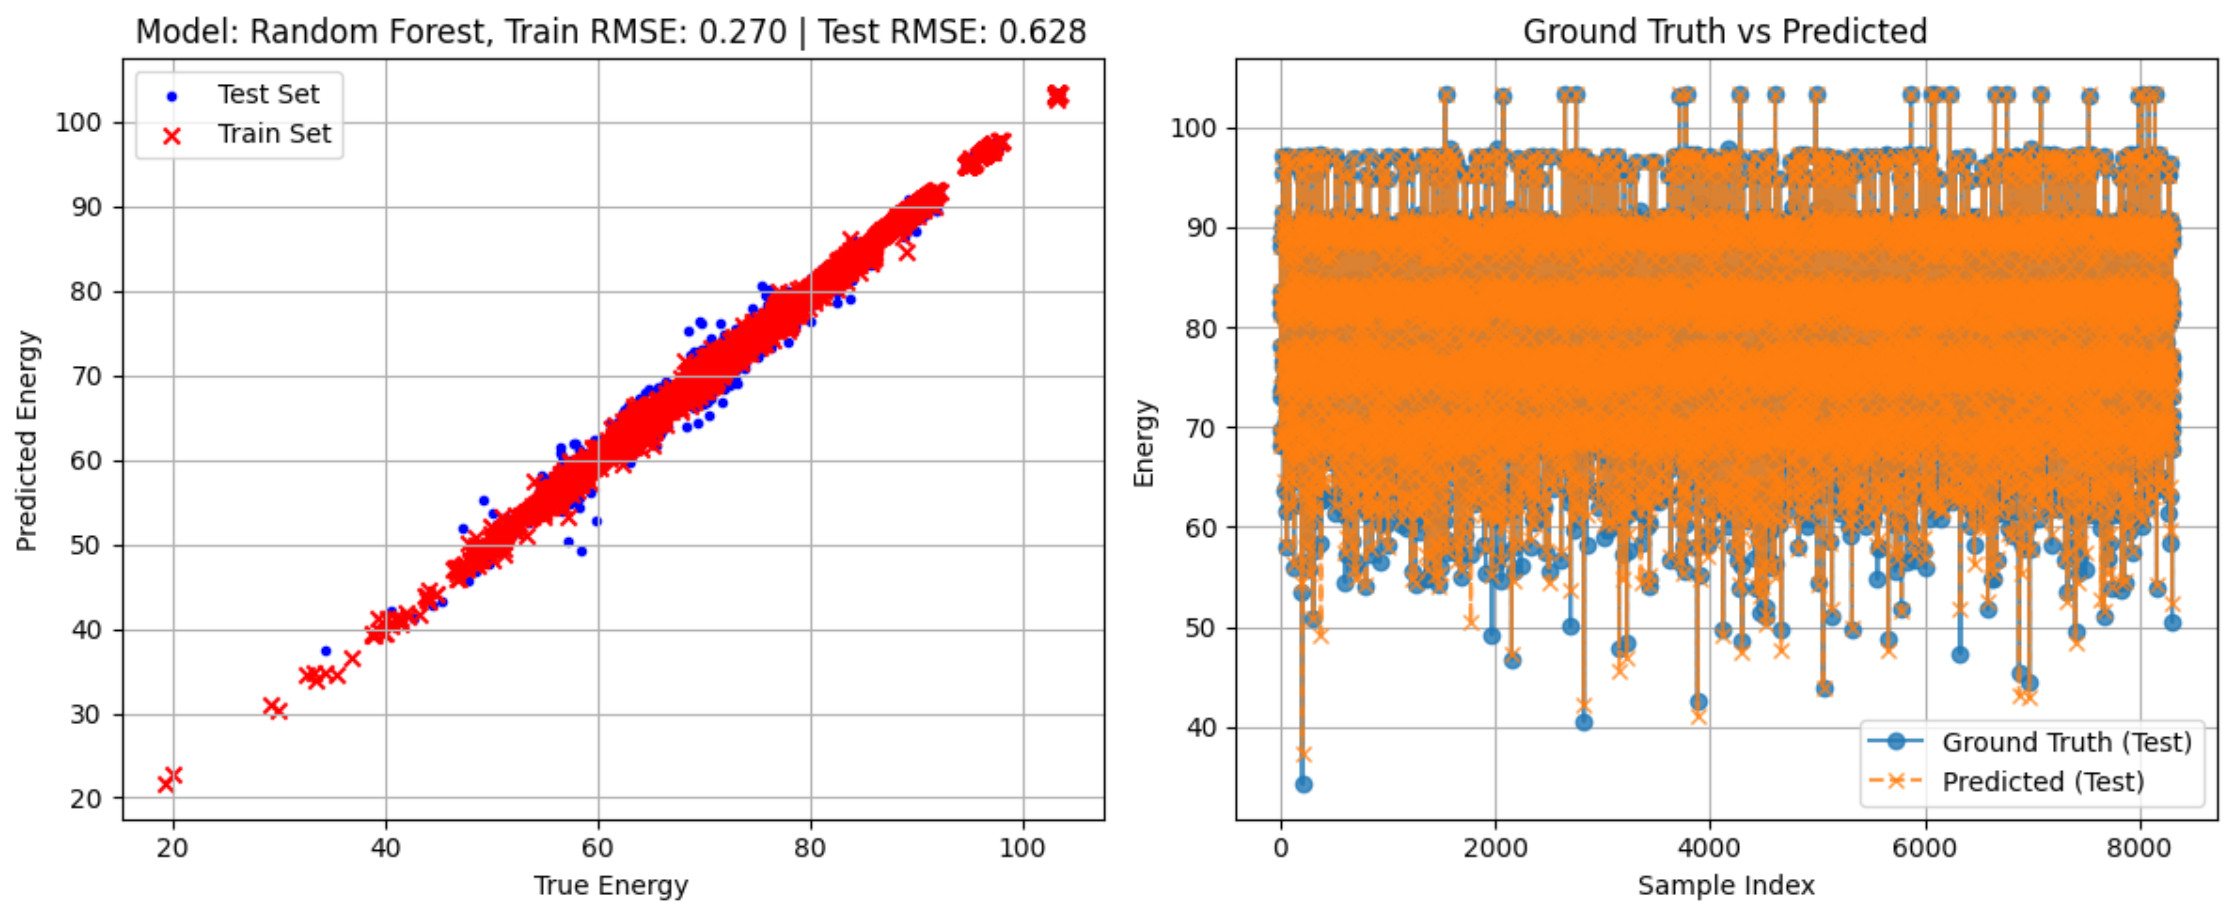 Model: Random Forest, Train RMSE: 0.270 | Test RMSE: 0.628
Test Set
Train Set
Predicted Energy
100
90
80
70
60
50
40
30
20
20
40
60
80
100
True Energy
Ground Truth vs Predicted
Energy
100
90
80
70
60
50
40
Ground Truth (Test)
Predicted (Test)
0
2000
4000
6000
8000
Sample Index